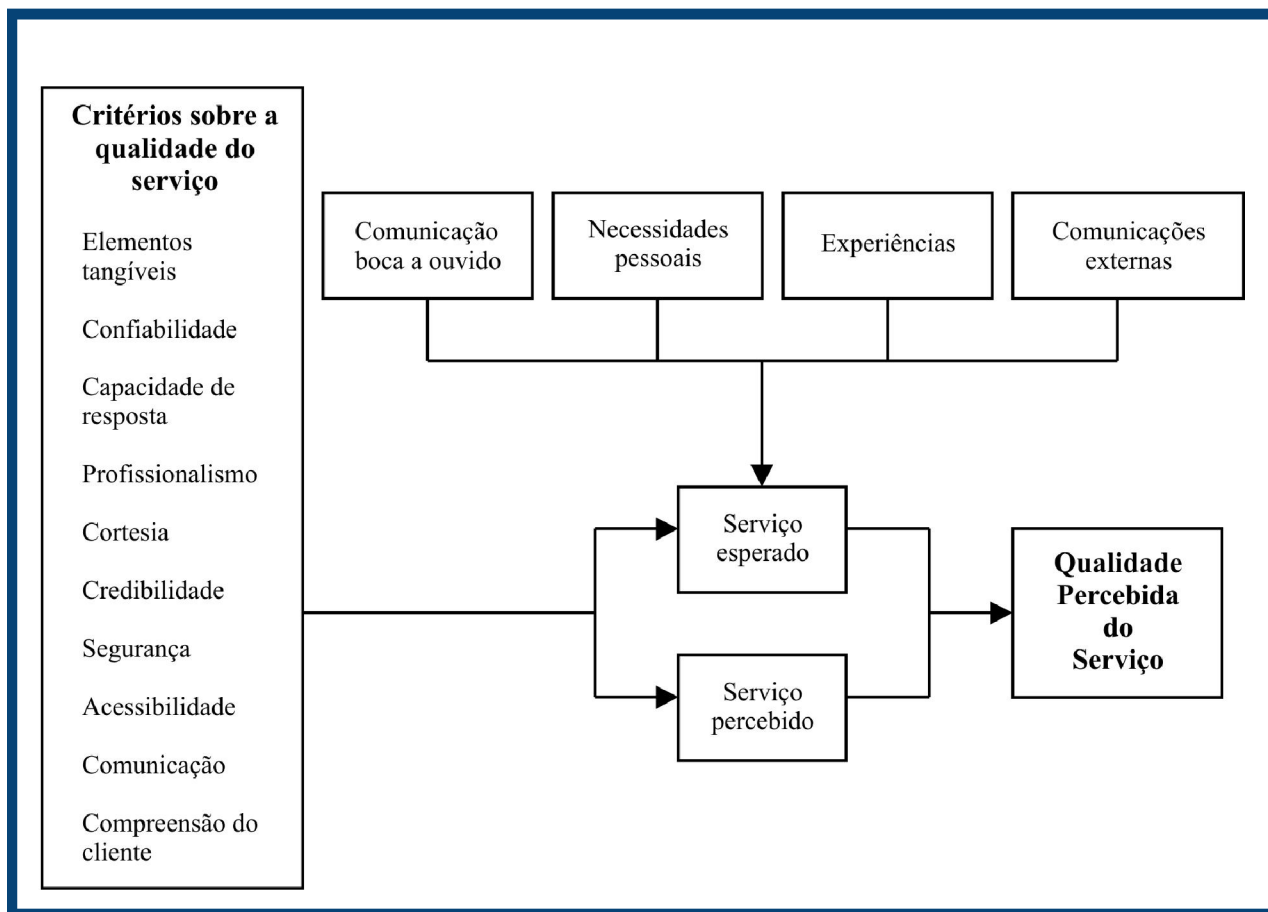 Critérios sobre a
qualidade do
serviço
Elementos
tangíveis
Confiabilidade
Capacidade de
resposta
Profissionalismo
Cortesia
Credibilidade
Segurança
Acessibilidade
Comunicação
Compreensão do
cliente
Comunicação
boca a ouvido
Necessidades
pessoais
Experiências
Comunicações
externas
Serviço
esperado
Serviço
percebido
Qualidade
Percebida
do
Serviço